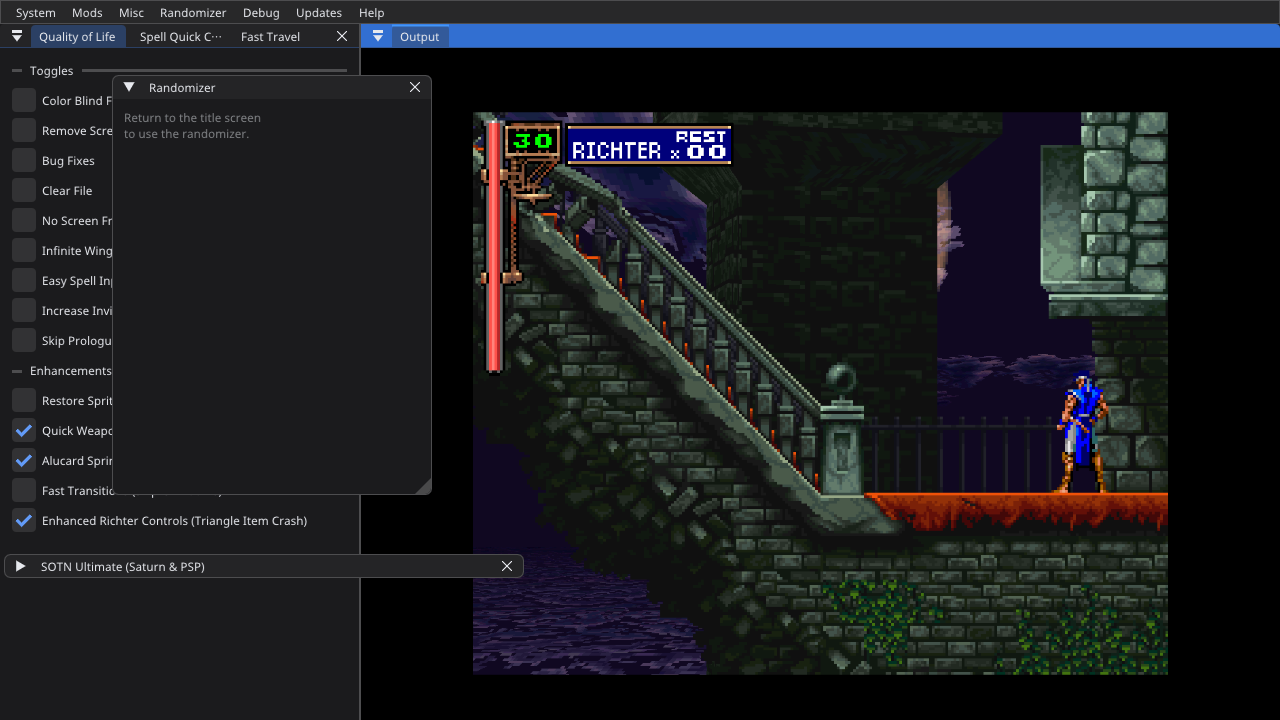 System Mods Misc Randomizer Debug Updates Help
Quality of Life Spell Quick C··· Fast Travel
Output
Toggles
Randomizer
Return to the title screen
to use the randomizer.
Color Blind F
Remove Scre
Bug Fixes
Clear File
No Screen Fr
Infinite Wing
Easy Spell In
Increase Invi
Skip Prologu
Enhancements
Restore Sprit
Quick Weapo
Alucard Sprin
Fast Transitio
Enhanced Richter Controls (Triangle Item Crash)
SOTN Ultimate (Saturn & PSP)
30
REST
RICHTER x 00